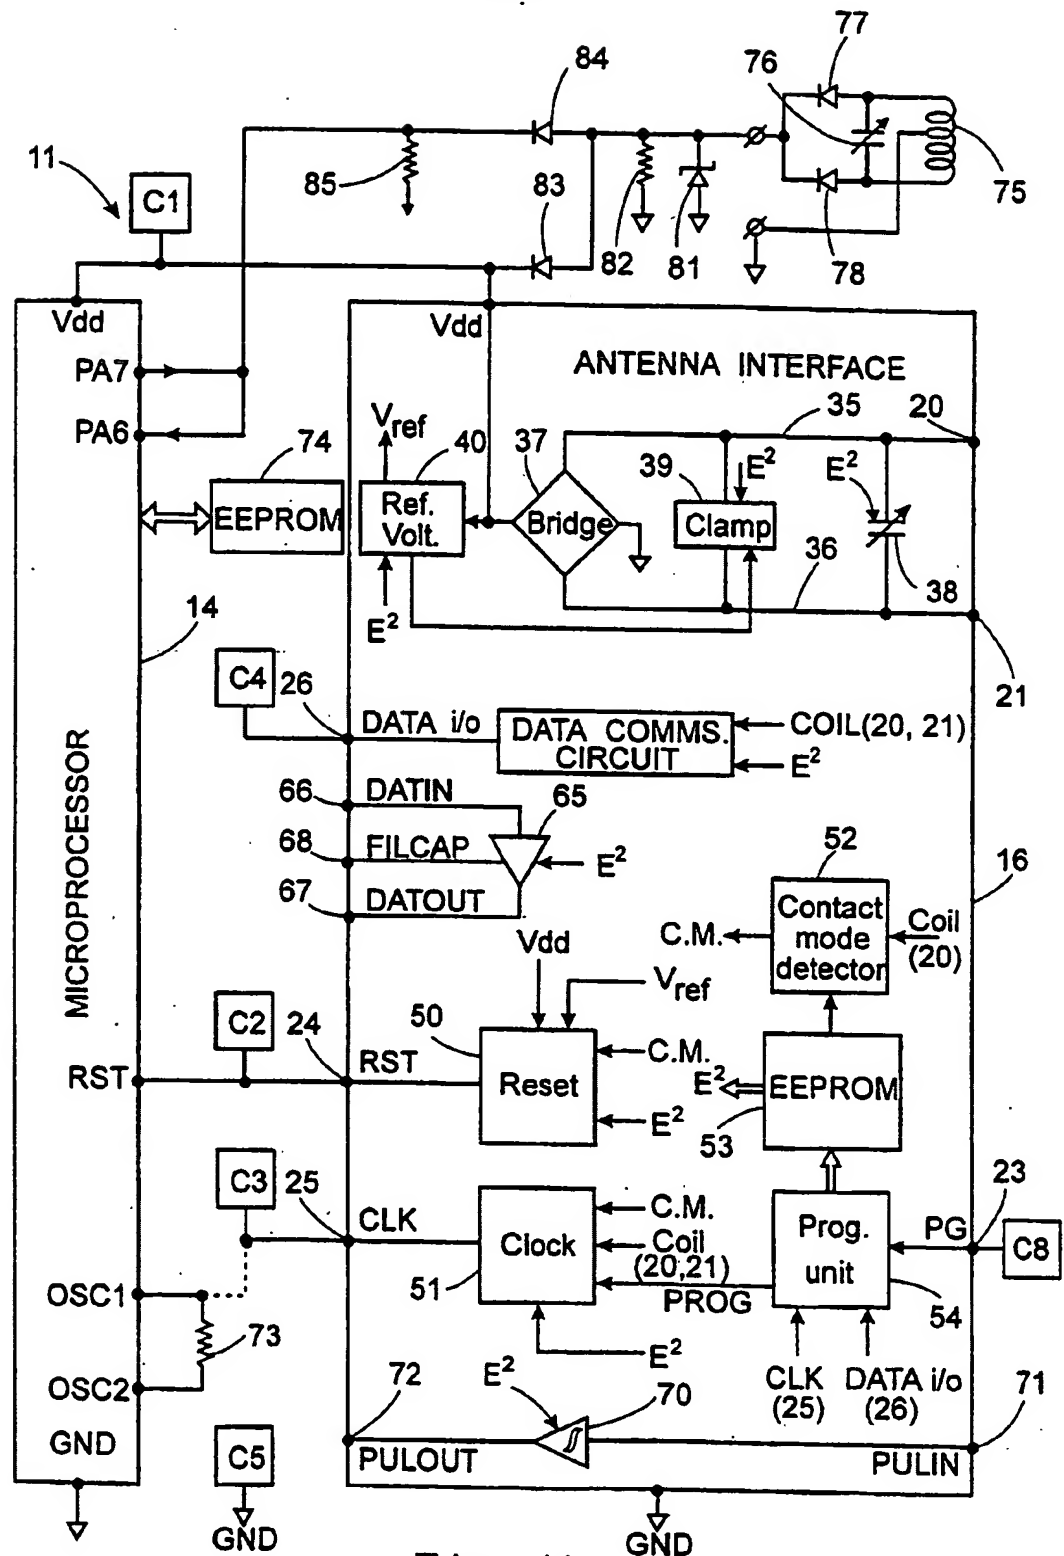 77
76
84
11
C1
85
83
82
81
78
75
Vdd
Vdd
PA7
PA6
ANTENNA INTERFACE
35
20
Vref
40
37
39
E²
E²
74
EEPROM
Ref.
Volt.
Bridge
Clamp
36
38
E²
14
21
C4
26
DATA i/o
DATA COMMS.
CIRCUIT
COIL(20, 21)
E²
66
DATIN
65
68
FILCAP
E²
67
DATOUT
52
16
Contact
mode
detector
C.M.
Coil
(20)
MICROPROCESSOR
Vdd
Vref
C2
24
50
RST
RST
Reset
C.M.
E²
E²
EEPROM
53
C3
25
CLK
Clock
51
C.M.
Coil
(20,21)
PROG
E²
Prog.
unit
PG
23
C8
54
OSC1
73
OSC2
CLK
(25)
DATA i/o
(26)
72
E²
70
71
GND
C5
PULOUT
PULIN
GND
GND